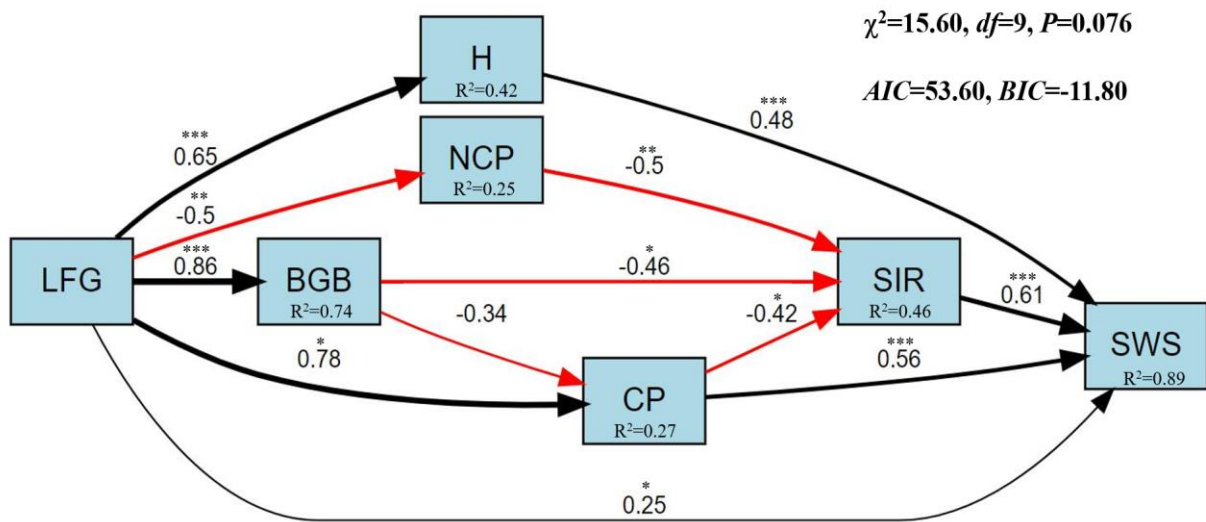 χ²=15.60, df=9, P=0.076
AIC=53.60, BIC=-11.80
H
R²=0.42
***
0.48
***
0.65
NCP
R²=0.25
**
-0.5
**
-0.5
LFG
***
0.86
BGB
R²=0.74
*
-0.46
SIR
R²=0.46
***
0.61
-0.34
*
-0.42
*
0.78
CP
R²=0.27
***
0.56
SWS
R²=0.89
*
0.25